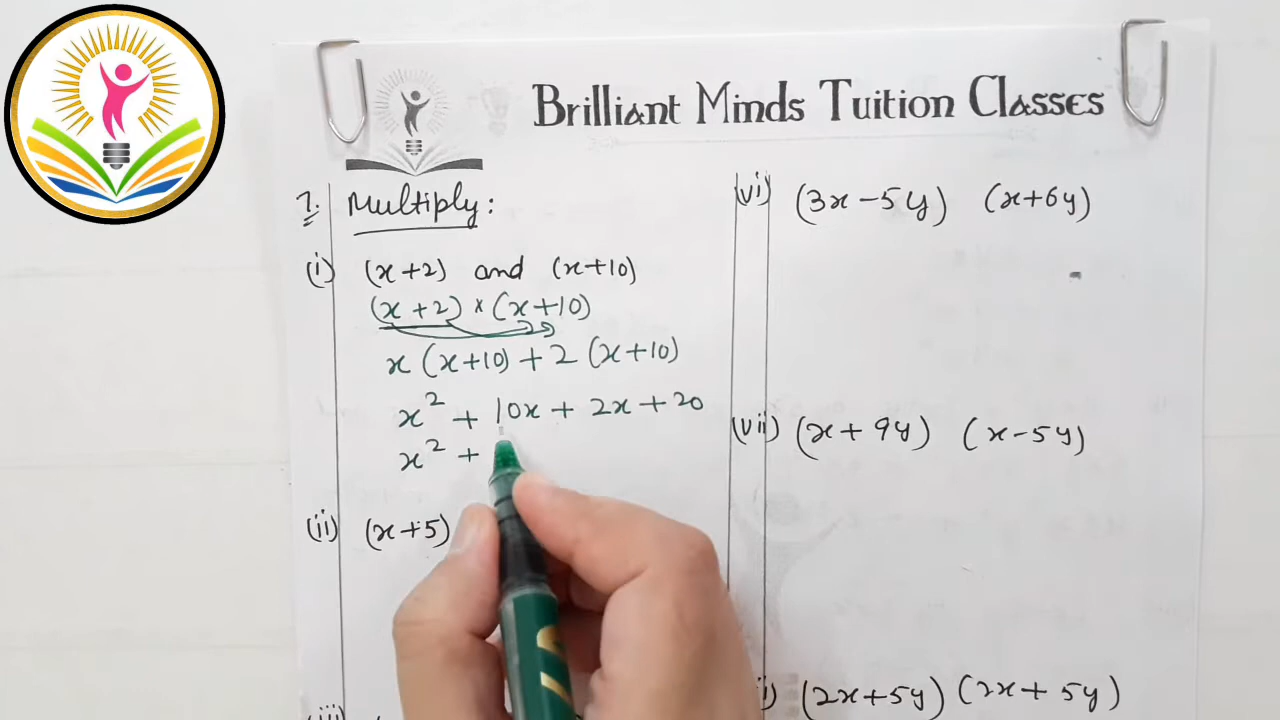 Brilliant Minds Tuition Classes
7. Multiply:
(i) (x+2) and (x+10)
(x+2) × (x+10)
x (x+10) + 2 (x+10)
x² + 10x + 2x + 20
x² +
(ii) (x+5)
(vi) (3x-5y) (x+6y)
(vii) (x+9y) (x-5y)
(2x+5y) (2x+5y)